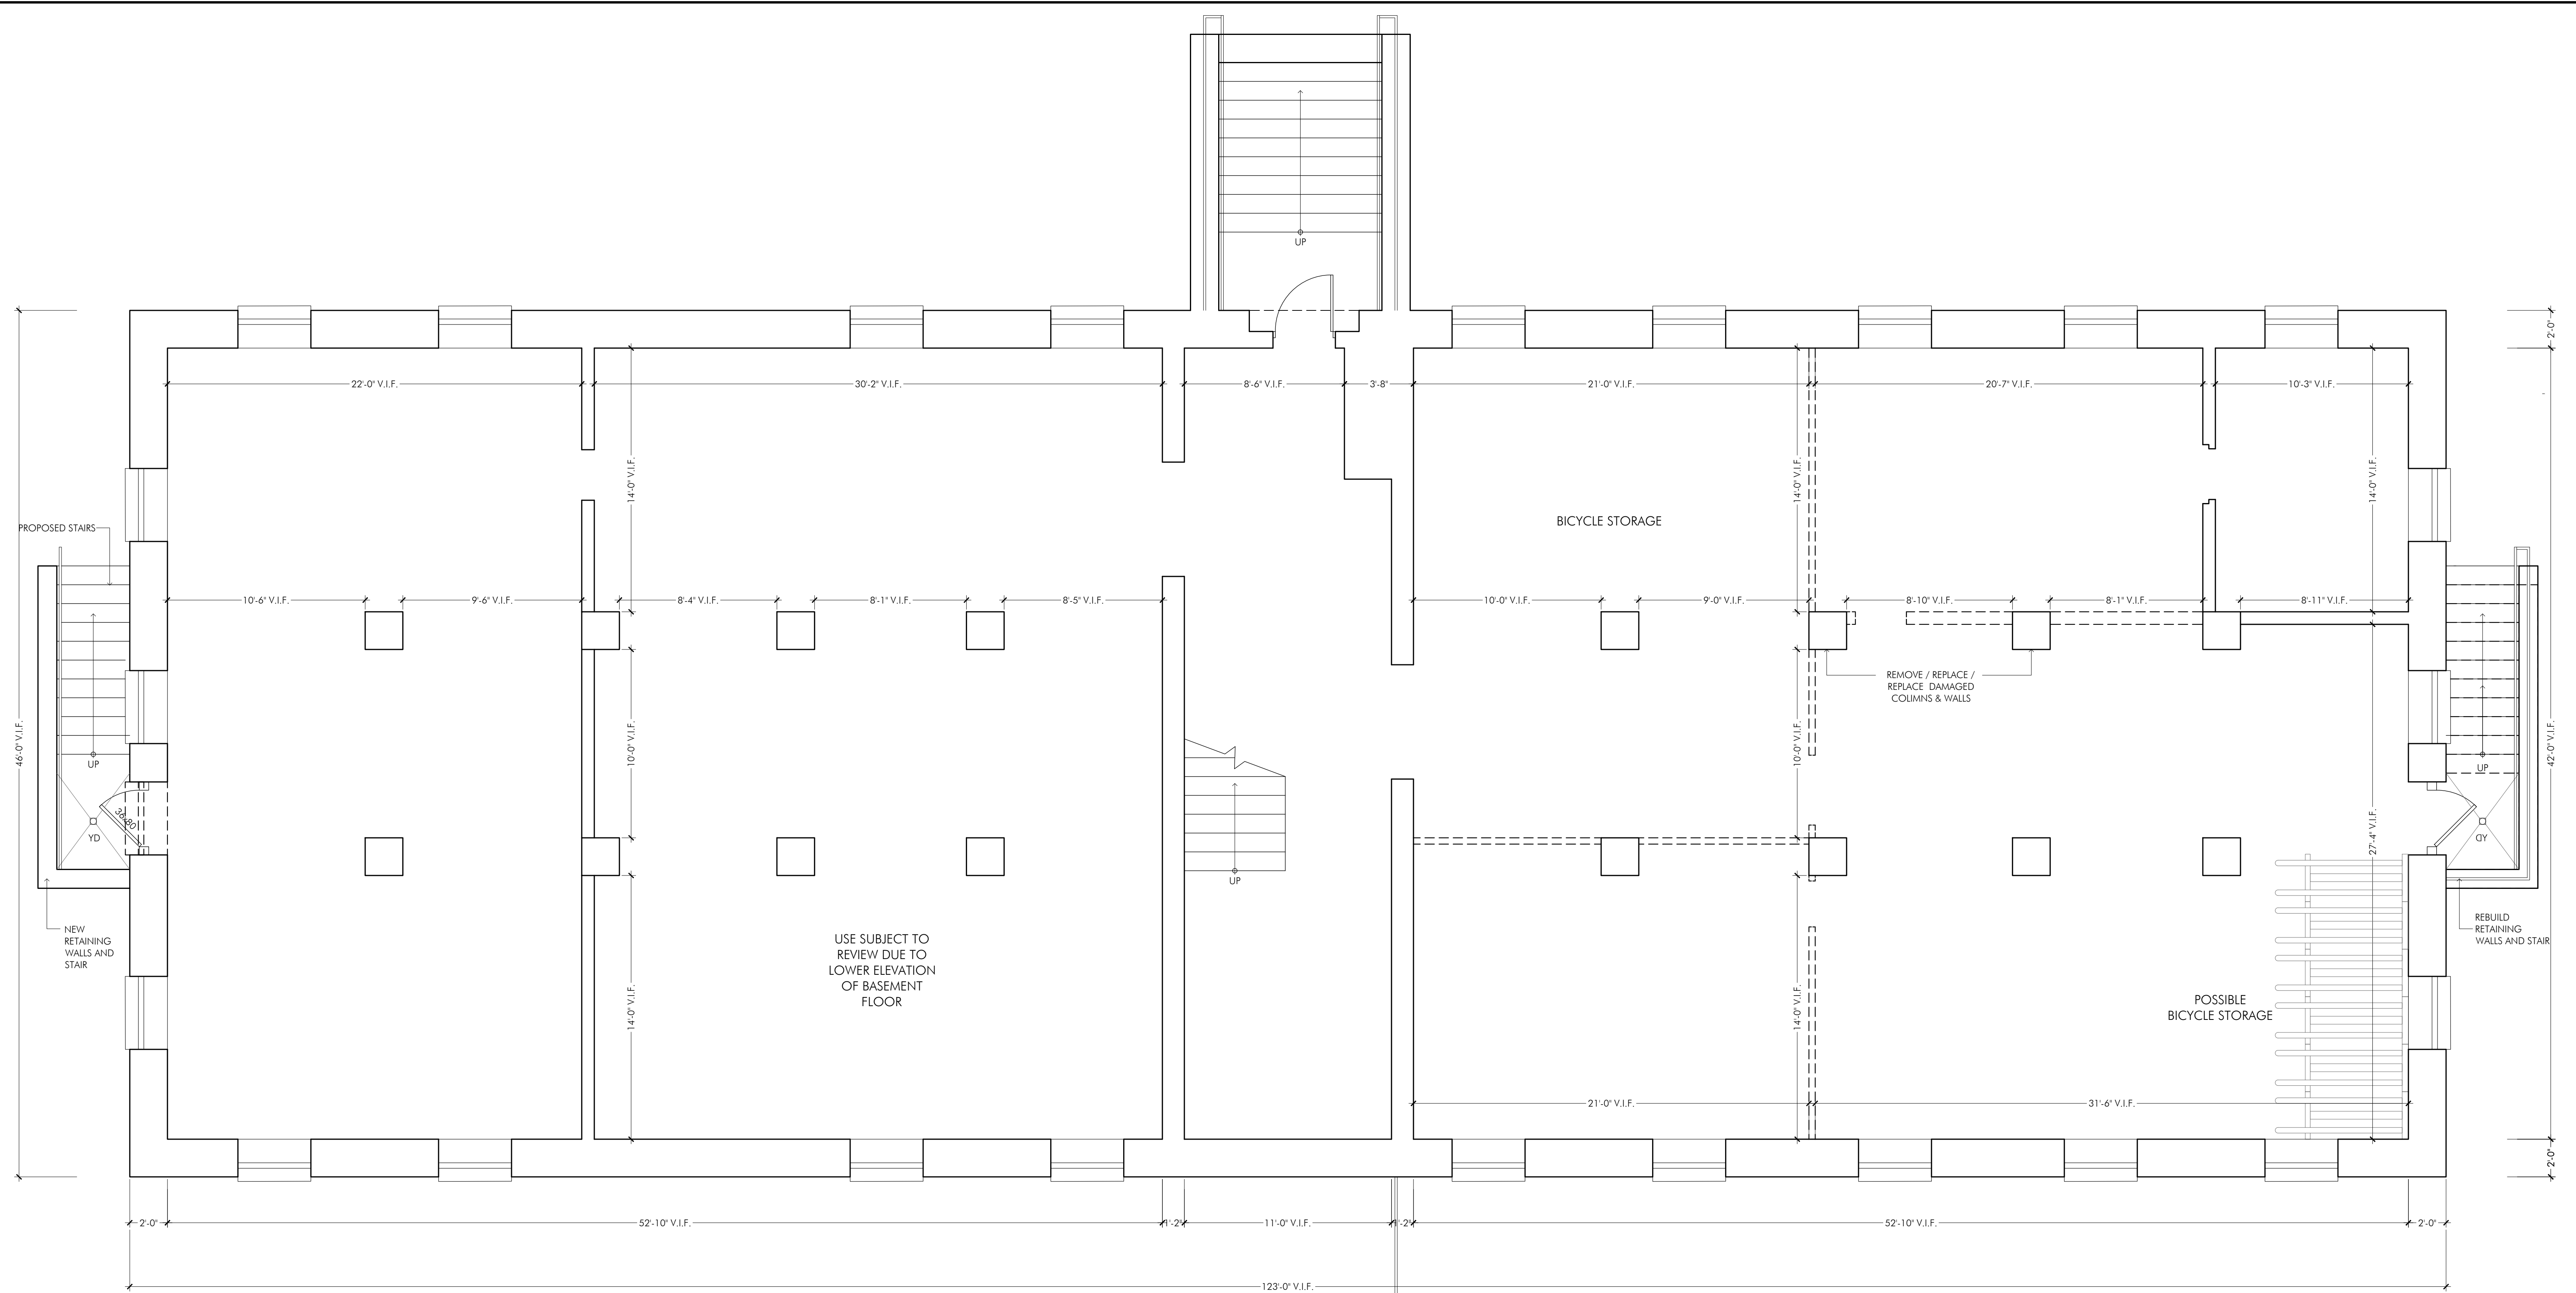 UP
2'-0"
22'-0" V.I.F.
30'-2" V.I.F.
8'-6" V.I.F.
3'-8"
21'-0" V.I.F.
20'-7" V.I.F.
10'-3" V.I.F.
14'-0" V.I.F.
14'-0" V.I.F.
14'-0" V.I.F.
PROPOSED STAIRS
BICYCLE STORAGE
10'-6" V.I.F.
9'-6" V.I.F.
8'-4" V.I.F.
8'-1" V.I.F.
8'-5" V.I.F.
10'-0" V.I.F.
9'-0" V.I.F.
8'-10" V.I.F.
8'-1" V.I.F.
8'-11" V.I.F.
REMOVE / REPLACE /
REPLACE DAMAGED
COLIMNS & WALLS
46'-0" V.I.F.
10'-0" V.I.F.
10'-0" V.I.F.
42'-0" V.I.F.
UP
UP
36-80
YD
YD
27'-4" V.I.F.
UP
NEW
RETAINING
WALLS AND
STAIR
USE SUBJECT TO
REVIEW DUE TO
LOWER ELEVATION
OF BASEMENT
FLOOR
REBUILD
RETAINING
WALLS AND STAIR
14'-0" V.I.F.
14'-0" V.I.F.
POSSIBLE
BICYCLE STORAGE
21'-0" V.I.F.
31'-6" V.I.F.
2'-0"
2'-0"
52'-10" V.I.F.
1'-2"
11'-0" V.I.F.
1'-2"
52'-10" V.I.F.
2'-0"
123'-0" V.I.F.